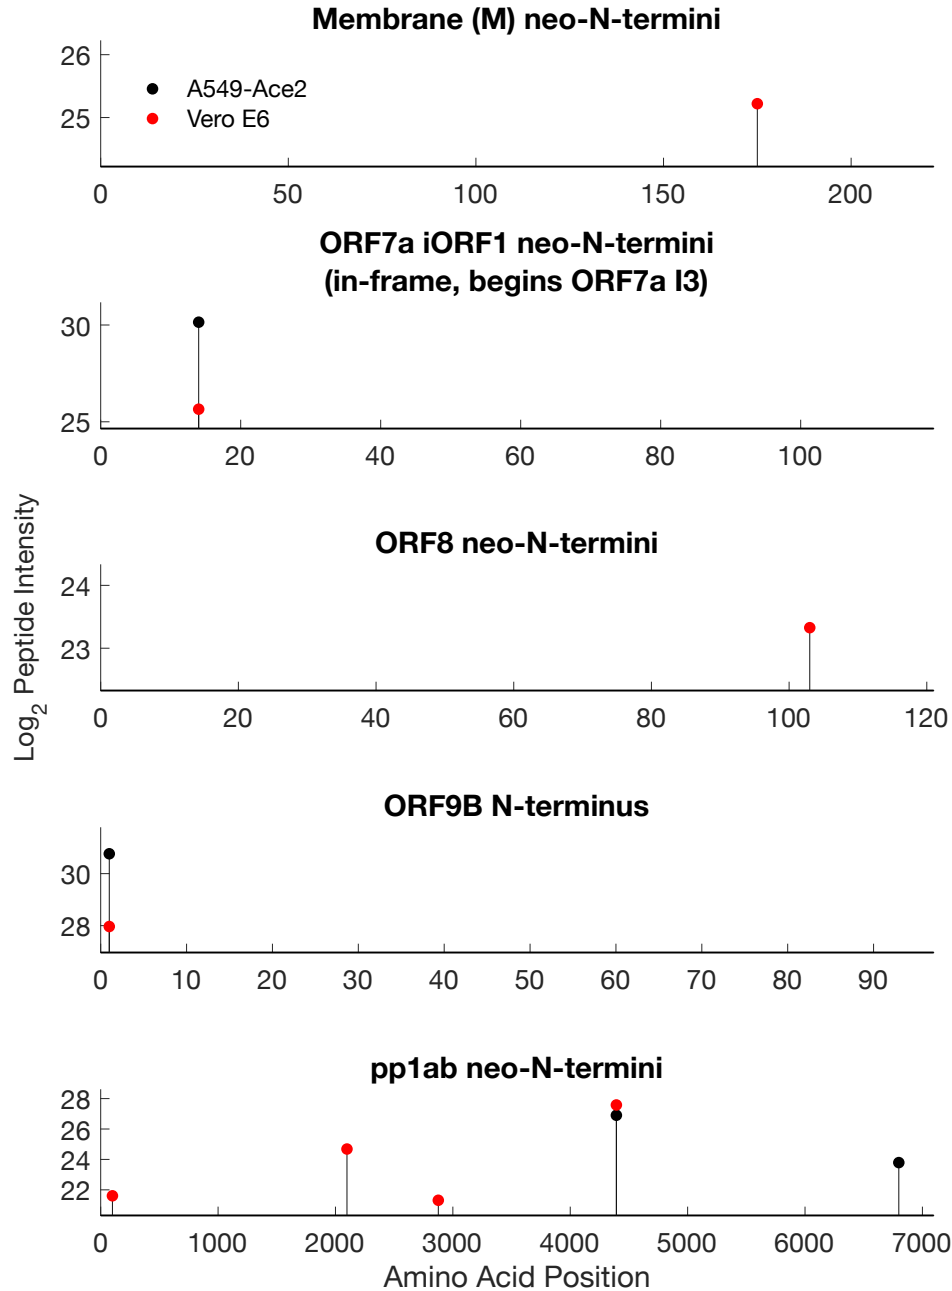 Membrane (M) neo-N-termini
26
25
A549-Ace2
Vero E6
0 50 100 150 200
ORF7a iORF1 neo-N-termini
(in-frame, begins ORF7a I3)
30
25
0 20 40 60 80 100
ORF8 neo-N-termini
24
23
0 20 40 60 80 100 120
Log2 Peptide Intensity
ORF9B N-terminus
30
28
0 10 20 30 40 50 60 70 80 90
pp1ab neo-N-termini
28
26
24
22
0 1000 2000 3000 4000 5000 6000 7000
Amino Acid Position